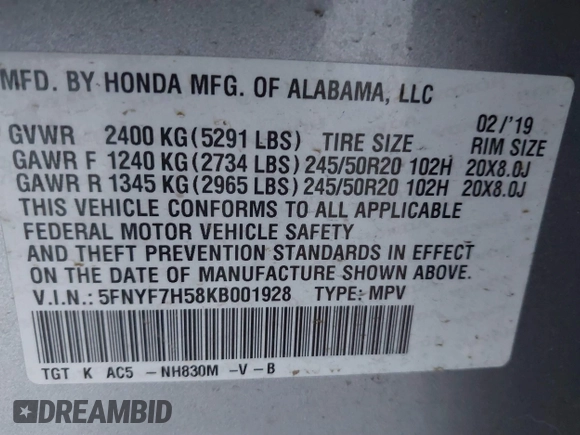 MFD. BY HONDA MFG. OF ALABAMA, LLC
02/'19
GVWR 2400 KG(5291 LBS) TIRE SIZE RIM SIZE
GAWR F 1240 KG(2734 LBS)245/50R20 102H 20X8.0J
GAWR R 1345 KG(2965 LBS)245/50R20 102H 20X8.0J
THIS VEHICLE CONFORMS TO ALL APPLICABLE
FEDERAL MOTOR VEHICLE SAFETY
AND THEFT PREVENTION STANDARDS IN EFFECT
ON THE DATE OF MANUFACTURE SHOWN ABOVE.
V.I.N.: 5FNYF7H58KB001928 TYPE: MPV
TGT K AC5 -NH830M -V-B
DREAMBID